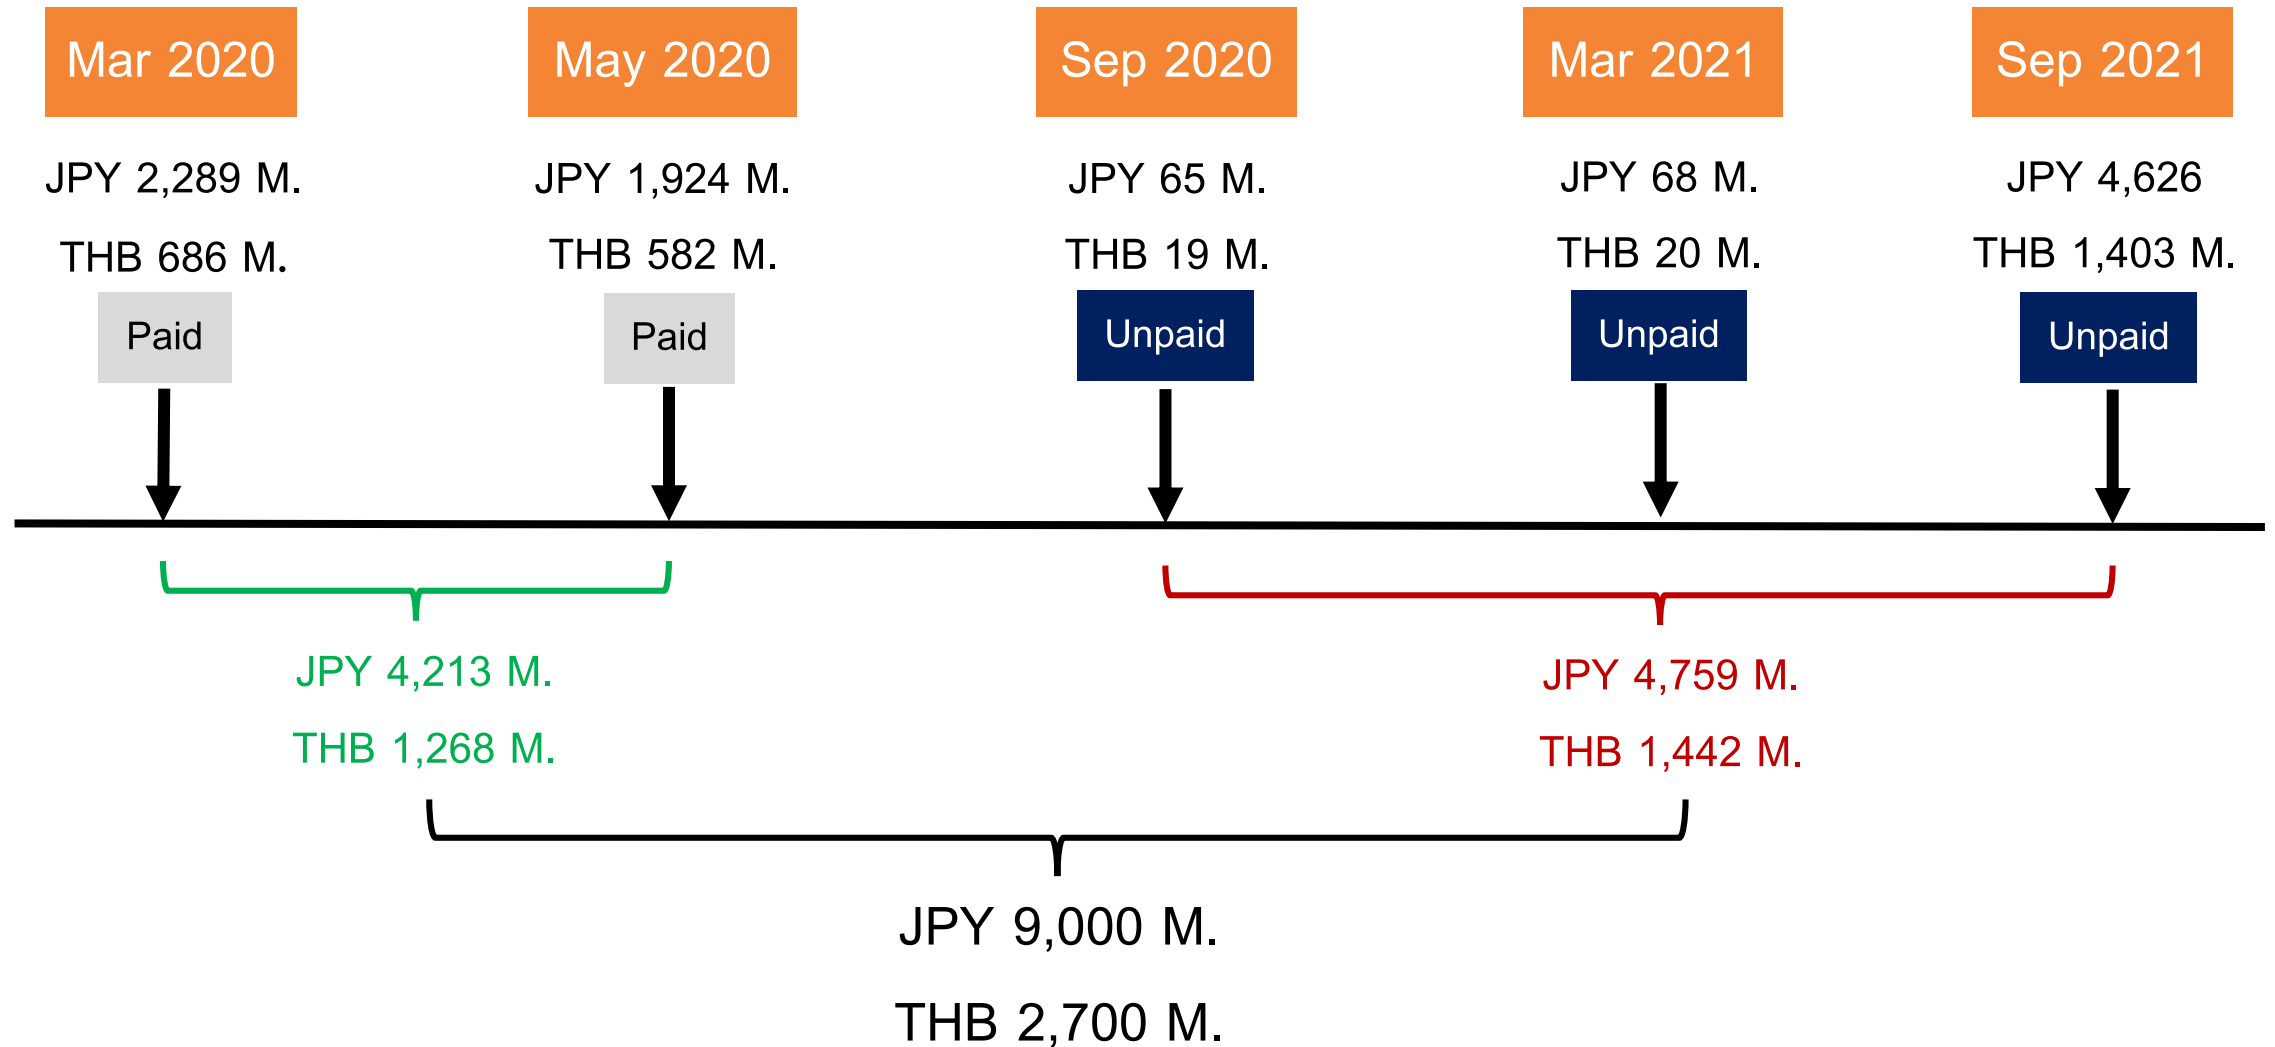 Mar 2020
May 2020
Sep 2020
Mar 2021
Sep 2021
JPY 2,289 M.
JPY 1,924 M.
JPY 65 M.
JPY 68 M.
JPY 4,626
THB 686 M.
THB 582 M.
THB 19 M.
THB 20 M.
THB 1,403 M.
Paid
Paid
Unpaid
Unpaid
Unpaid
JPY 4,213 M.
JPY 4,759 M.
THB 1,268 M.
THB 1,442 M.
JPY 9,000 M.
THB 2,700 M.